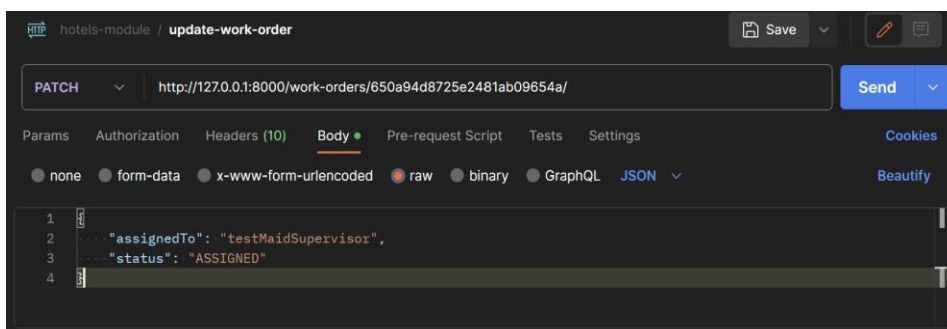 HTTP hotels-module / update-work-order Save
PATCH http://127.0.0.1:8000/work-orders/650a94d8725e2481ab09654a/ Send
Params Authorization Headers (10) Body Pre-request Script Tests Settings Cookies
none form-data x-www-form-urlencoded raw binary GraphQL JSON Beautify
1 {
2 "assignedTo": "testMaidSupervisor",
3 "status": "ASSIGNED"
4 }